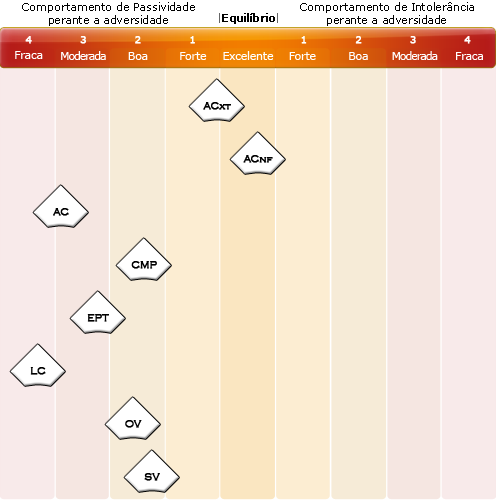 Comportamento de Passividade
perante a adversidade
|Equilíbrio|
Comportamento de Intolerância
perante a adversidade
4 3 2 1 1 2 3 4
Fraca Moderada Boa Forte Excelente Forte Boa Moderada Fraca
ACXT
ACNF
AC
CMP
EPT
LC
OV
SV